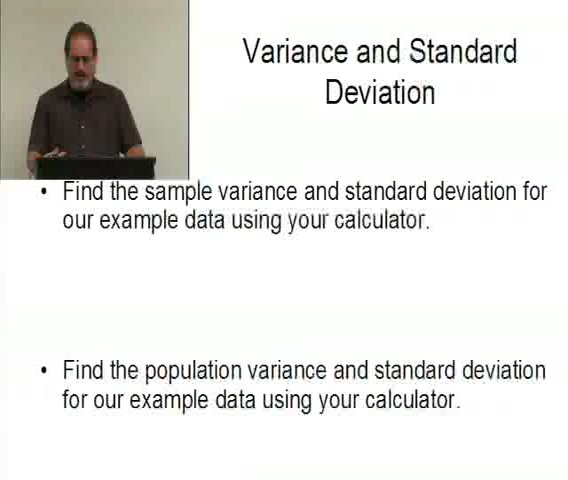 Variance and Standard
Deviation
• Find the sample variance and standard deviation for
our example data using your calculator.
• Find the population variance and standard deviation
for our example data using your calculator.